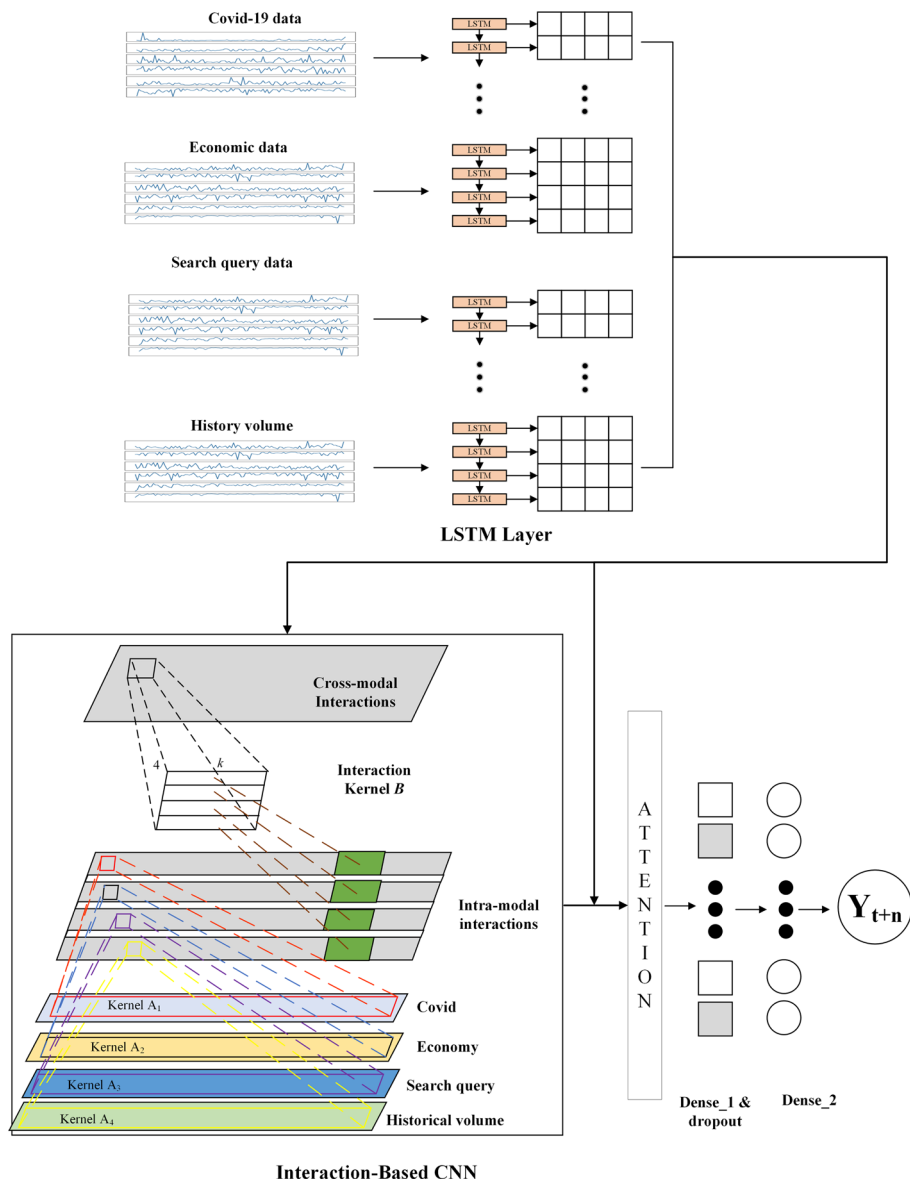 Covid-19 data
LSTM
LSTM
Economic data
LSTM
LSTM
LSTM
LSTM
Search query data
LSTM
LSTM
History volume
LSTM
LSTM
LSTM
LSTM
LSTM Layer
Cross-modal
Interactions
4
k
Interaction
Kernel B
Intra-modal
interactions
Kernel A1
Covid
Kernel A2
Economy
Kernel A3
Search query
Kernel A4
Historical volume
Interaction-Based CNN
ATTENTION
Dense_1 &
dropout
Dense_2
Yt+n